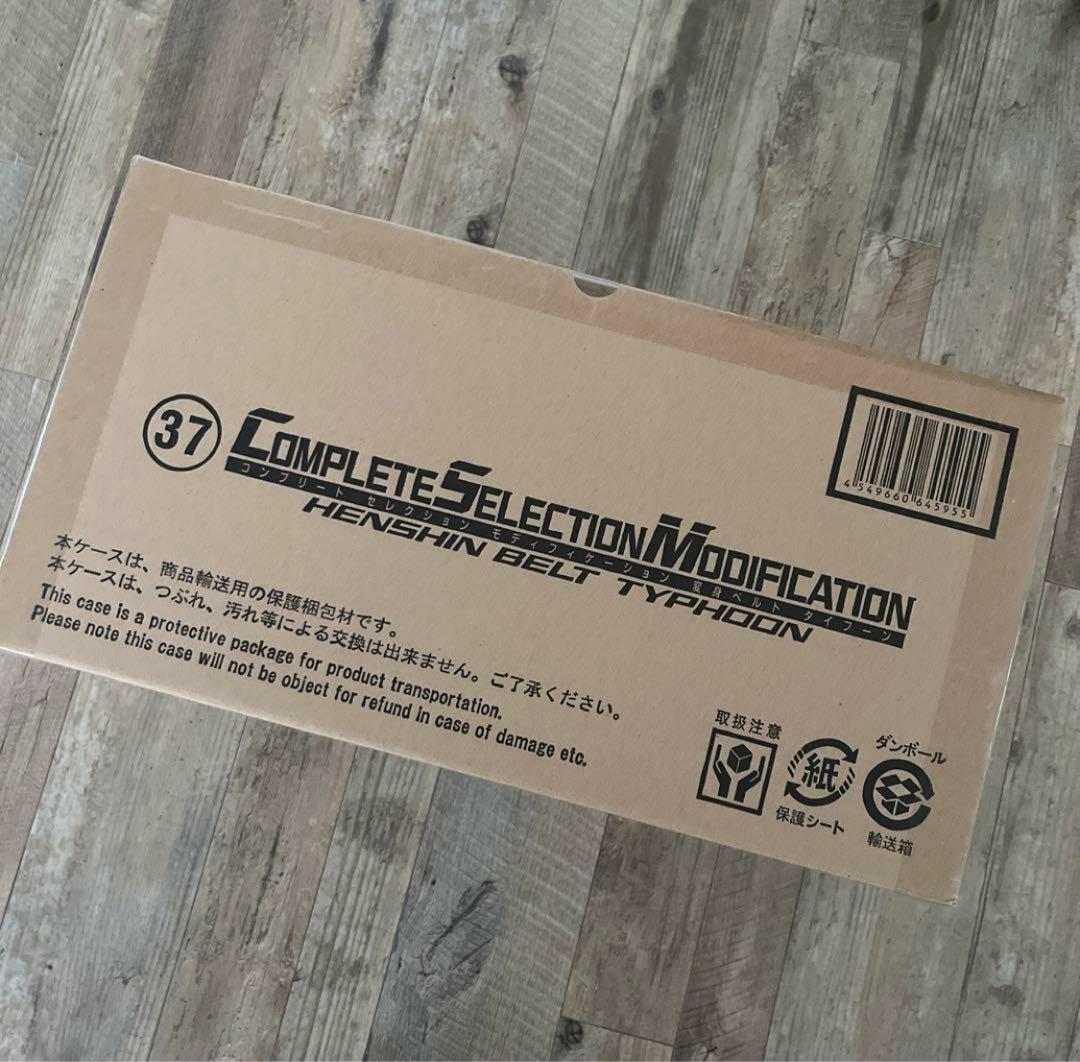 37
COMPLETE SELECTION MODIFICATION
コンプリート セレクション モディフィケーション 変身ベルト タイフーン
HENSHIN BELT TYPHOON
4 549660 645955
本ケースは、商品輸送用の保護梱包材です。
本ケースは、つぶれ、汚れ等による交換は出来ません。ご了承ください。
This case is a protective package for product transportation.
Please note this case will not be object for refund in case of damage etc.
取扱注意
紙
保護シート
ダンボール
輸送箱